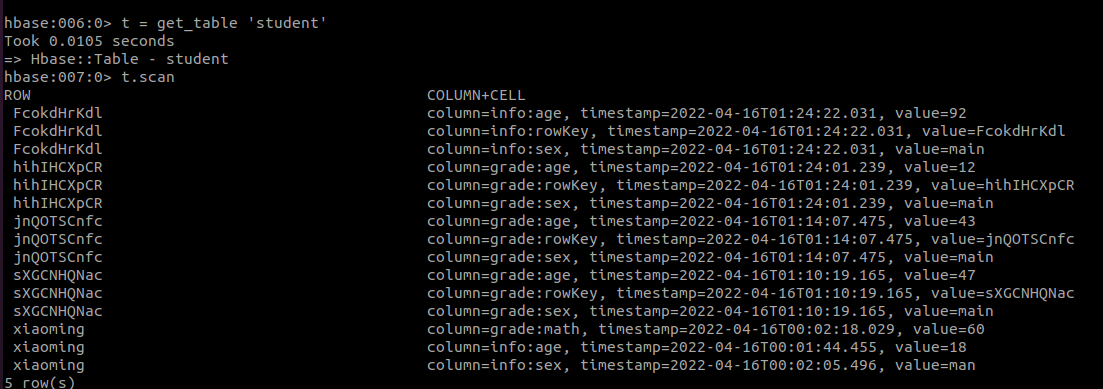 hbase:006:0> t = get_table 'student'
Took 0.0105 seconds
=> Hbase::Table - student
hbase:007:0> t.scan
ROW COLUMN+CELL
FcokdHrKdl column=info:age, timestamp=2022-04-16T01:24:22.031, value=92
FcokdHrKdl column=info:rowKey, timestamp=2022-04-16T01:24:22.031, value=FcokdHrKdl
FcokdHrKdl column=info:sex, timestamp=2022-04-16T01:24:22.031, value=main
hihIHCXpCR column=grade:age, timestamp=2022-04-16T01:24:01.239, value=12
hihIHCXpCR column=grade:rowKey, timestamp=2022-04-16T01:24:01.239, value=hihIHCXpCR
hihIHCXpCR column=grade:sex, timestamp=2022-04-16T01:24:01.239, value=main
jnQOTSCnfc column=grade:age, timestamp=2022-04-16T01:14:07.475, value=43
jnQOTSCnfc column=grade:rowKey, timestamp=2022-04-16T01:14:07.475, value=jnQOTSCnfc
jnQOTSCnfc column=grade:sex, timestamp=2022-04-16T01:14:07.475, value=main
sXGCNHQNac column=grade:age, timestamp=2022-04-16T01:10:19.165, value=47
sXGCNHQNac column=grade:rowKey, timestamp=2022-04-16T01:10:19.165, value=sXGCNHQNac
sXGCNHQNac column=grade:sex, timestamp=2022-04-16T01:10:19.165, value=main
xiaoming column=grade:math, timestamp=2022-04-16T00:02:18.029, value=60
xiaoming column=info:age, timestamp=2022-04-16T00:01:44.455, value=18
xiaoming column=info:sex, timestamp=2022-04-16T00:02:05.496, value=man
5 row(s)